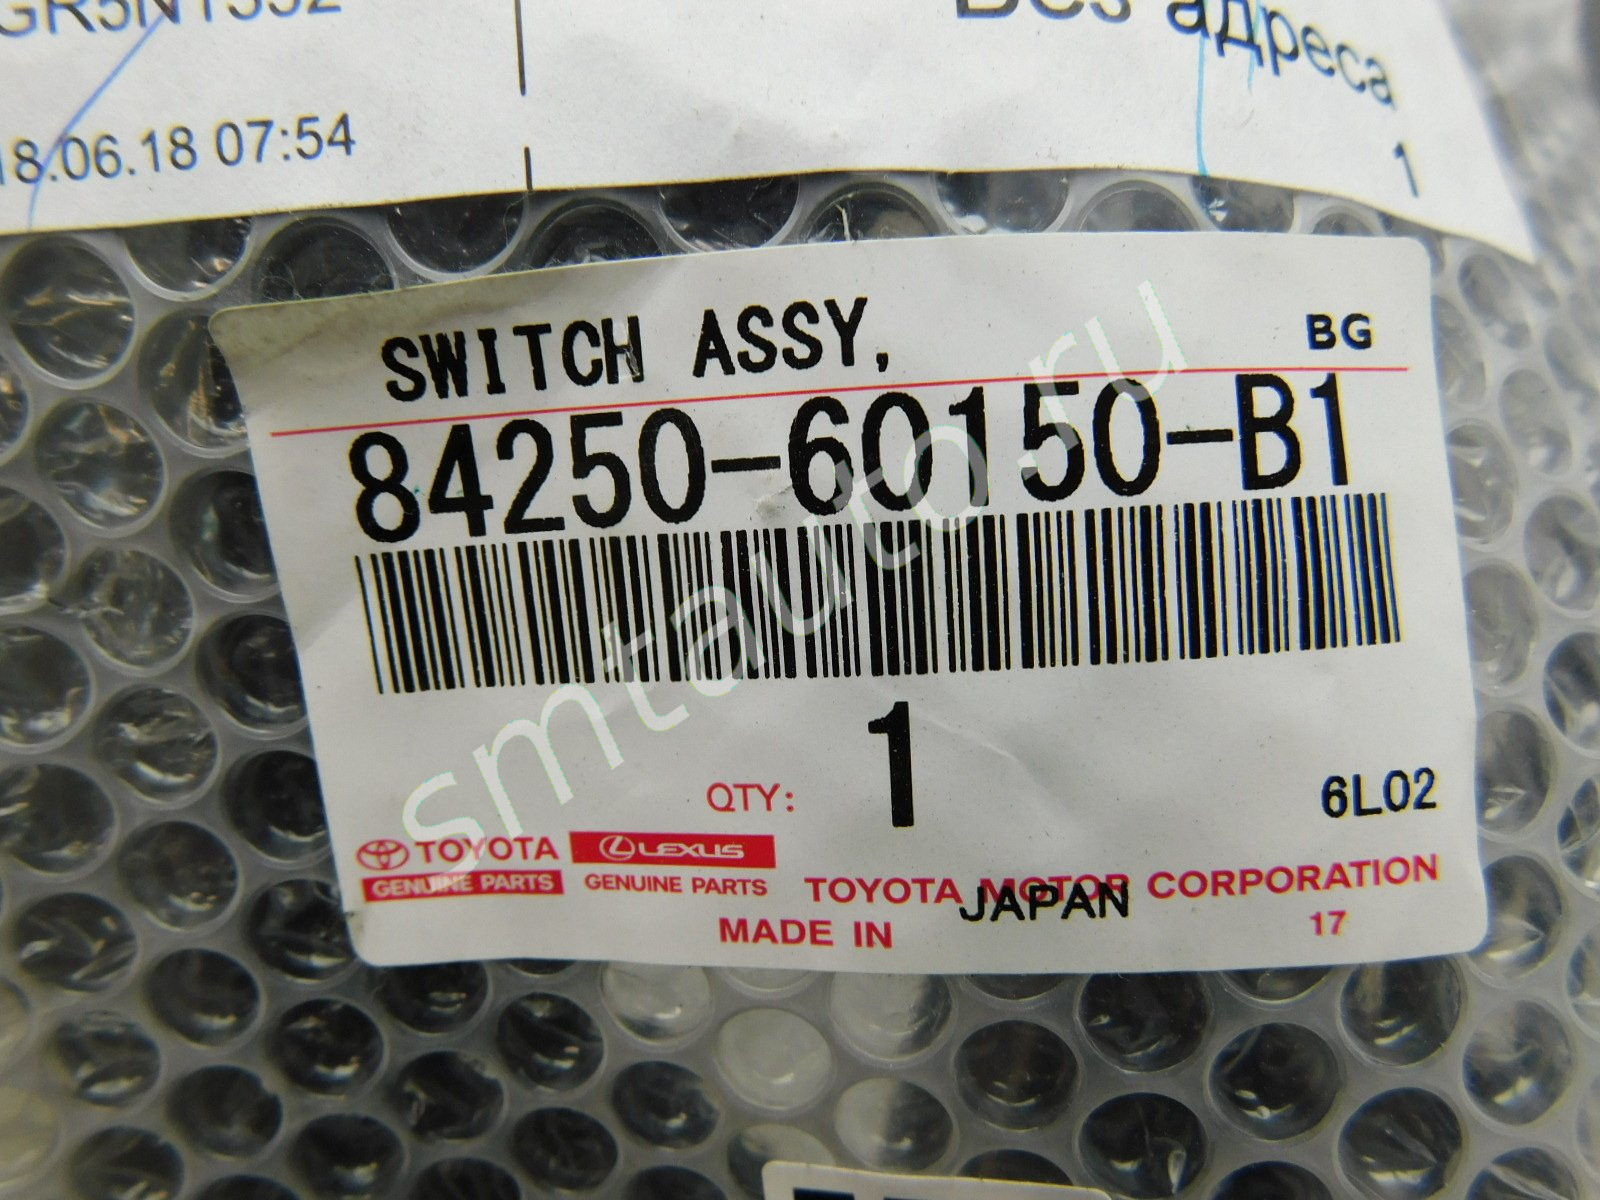 GR5N1552
Без адреса
18.06.18 07:54
1
SWITCH ASSY,
BG
84250-60150-B1
smtauto.ru
QTY: 1
6L02
TOYOTA
GENUINE PARTS
LEXUS
GENUINE PARTS
TOYOTA MOTOR CORPORATION
MADE IN JAPAN
17